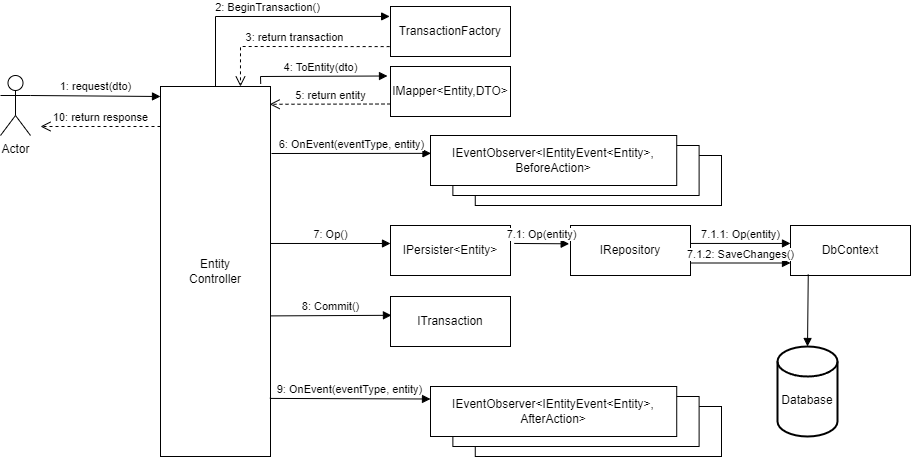 2: BeginTransaction()
TransactionFactory
3: return transaction
4: ToEntity(dto)
IMapper<Entity,DTO>
5: return entity
1: request(dto)
10: return response
Actor
6: OnEvent(eventType, entity)
IEventObserver<IEntityEvent<Entity>,
BeforeAction>
Entity
Controller
7: Op()
IPersister<Entity>
7.1: Op(entity)
IRepository
7.1.1: Op(entity)
7.1.2: SaveChanges()
DbContext
8: Commit()
ITransaction
Database
9: OnEvent(eventType, entity)
IEventObserver<IEntityEvent<Entity>,
AfterAction>